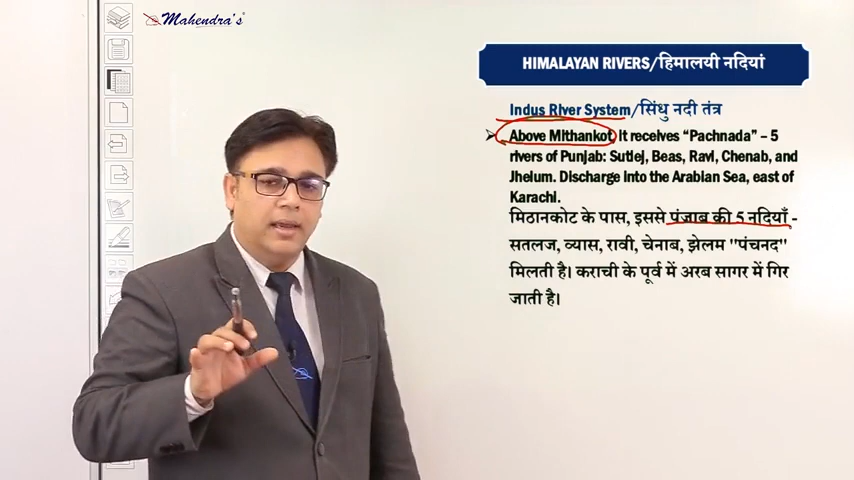 Mahendra's
HIMALAYAN RIVERS/हिमालयी नदियां
Indus River System/सिंधु नदी तंत्र
Above Mithankot, It receives “Pachnada” – 5
rivers of Punjab: Sutlej, Beas, Ravi, Chenab, and
Jhelum. Discharge into the Arabian Sea, east of
Karachi.
मिठानकोट के पास, इससे पंजाब की 5 नदियाँ -
सतलज, व्यास, रावी, चेनाब, झेलम "पंचनद"
मिलती है। कराची के पूर्व में अरब सागर में गिर
जाती है।